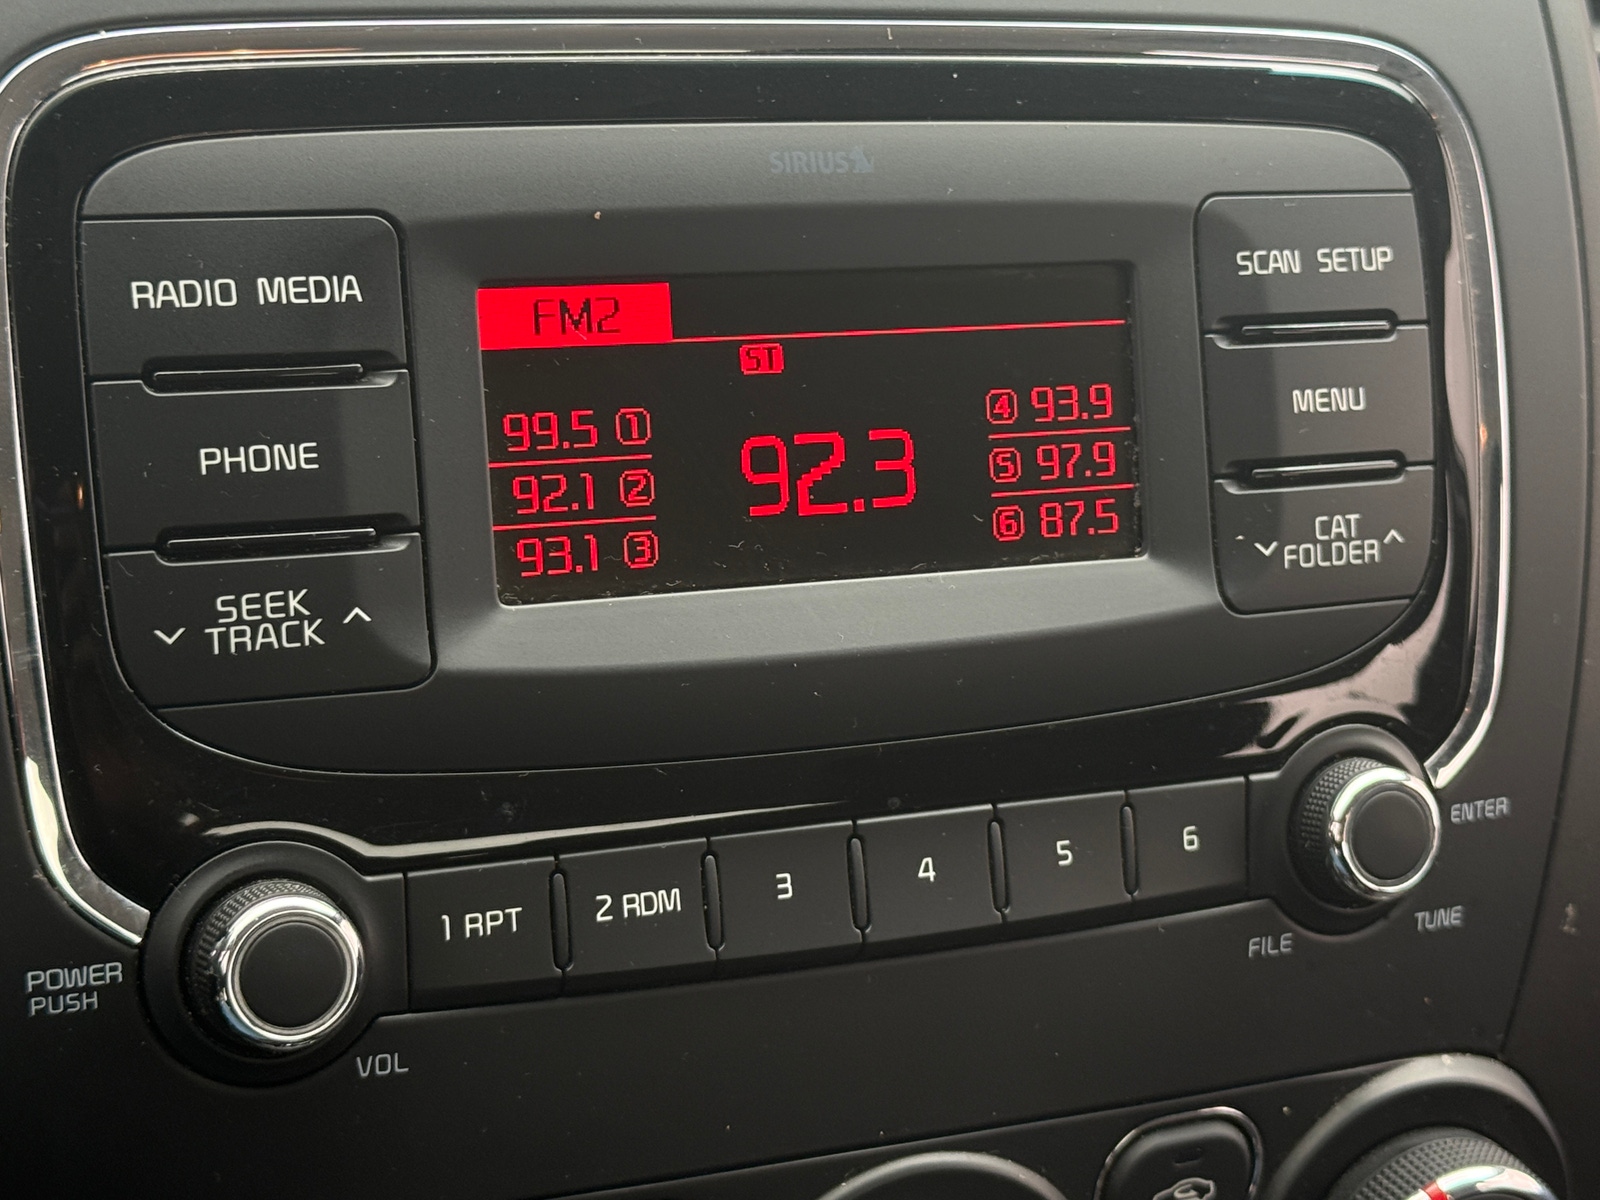 SIRIUS
RADIO MEDIA
PHONE
SEEK
TRACK
FM2
ST
99.5 1
92.1 2
93.1 3
92.3
4 93.9
5 97.9
6 87.5
SCAN SETUP
MENU
CAT
FOLDER
1 RPT
2 RDM
3
4
5
6
POWER
PUSH
VOL
ENTER
TUNE
FILE